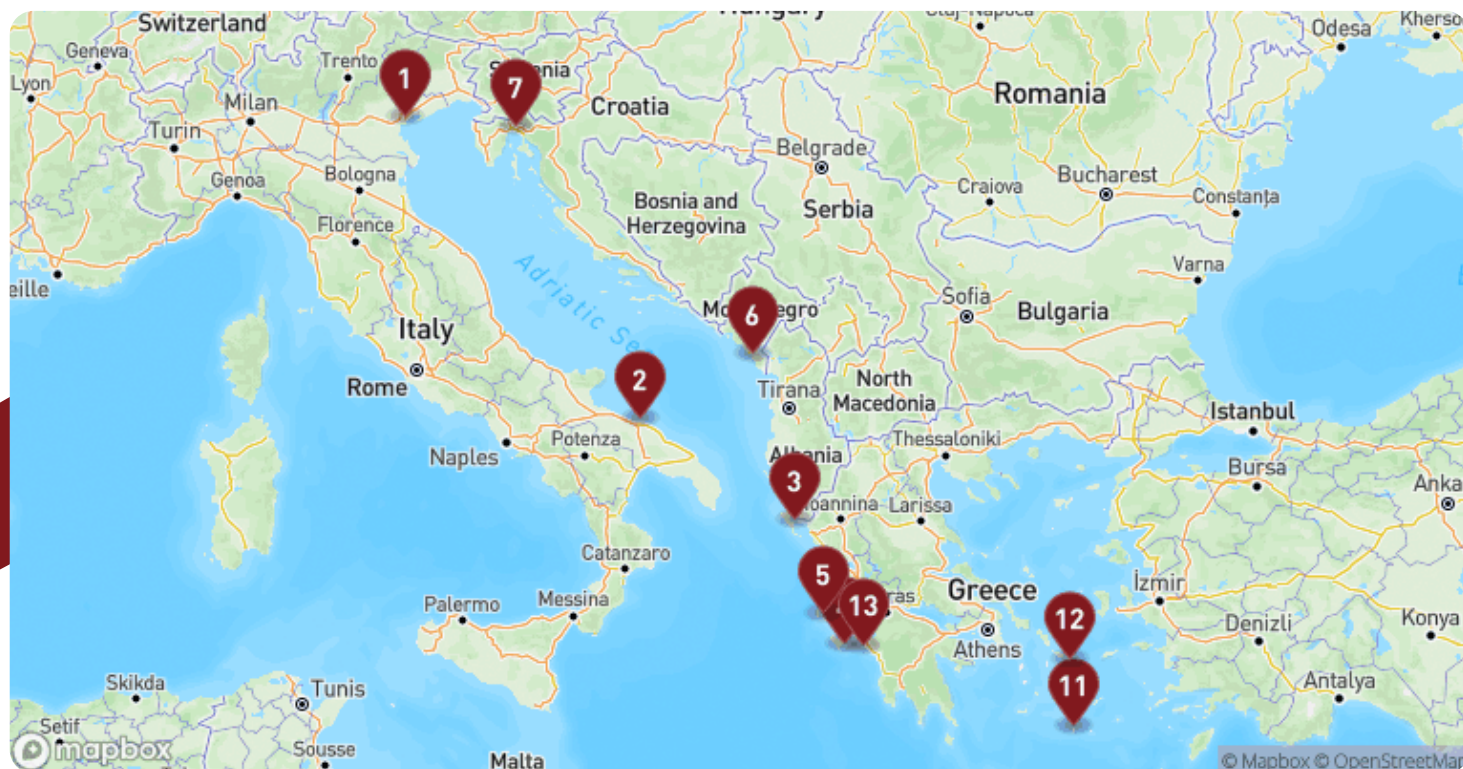 Switzerland
Hungary
Cluj-Napoca
Odesa
Geneva
Trento
1
7
Lyon
Milan
Croatia
Romania
Turin
Belgrade
Genoa
Bologna
Craiova
Bucharest
Constanța
Florence
Bosnia and
Herzegovina
Serbia
Adriatic Se
Varna
Sofia
Bulgaria
Italy
6
Rome
2
Tirana
North
Macedonia
Istanbul
Naples
Potenza
Thessaloniki
Albania
Bursa
3
Larissa
Catanzaro
5
13
Greece
İzmir
Palermo
Messina
12
Athens
Denizli
Konya
11
Skikda
Tunis
Antalya
Setif
mapbox
Sousse
Malta
© Mapbox © OpenStreetMap